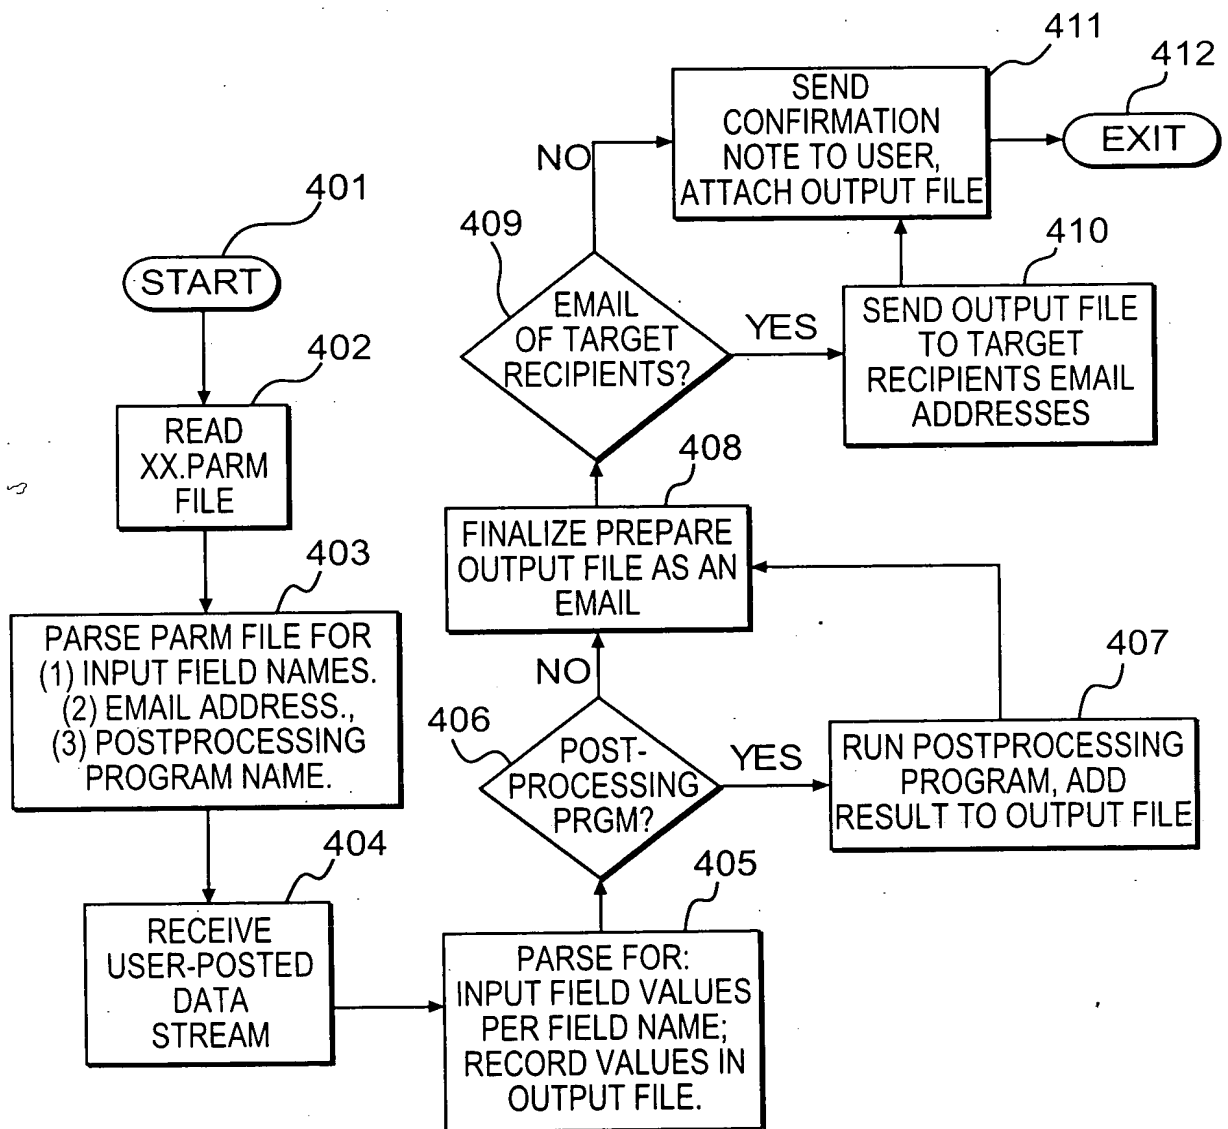 401
START
402
READ
XX.PARM
FILE
403
PARSE PARM FILE FOR
(1) INPUT FIELD NAMES.
(2) EMAIL ADDRESS.,
(3) POSTPROCESSING
PROGRAM NAME.
404
RECEIVE
USER-POSTED
DATA
STREAM
405
PARSE FOR:
INPUT FIELD VALUES
PER FIELD NAME;
RECORD VALUES IN
OUTPUT FILE.
406
POST-
PROCESSING
PRGM?
YES
NO
407
RUN POSTPROCESSING
PROGRAM, ADD
RESULT TO OUTPUT FILE
408
FINALIZE PREPARE
OUTPUT FILE AS AN
EMAIL
409
EMAIL
OF TARGET
RECIPIENTS?
YES
NO
410
SEND OUTPUT FILE
TO TARGET
RECIPIENTS EMAIL
ADDRESSES
411
SEND
CONFIRMATION
NOTE TO USER,
ATTACH OUTPUT FILE
412
EXIT